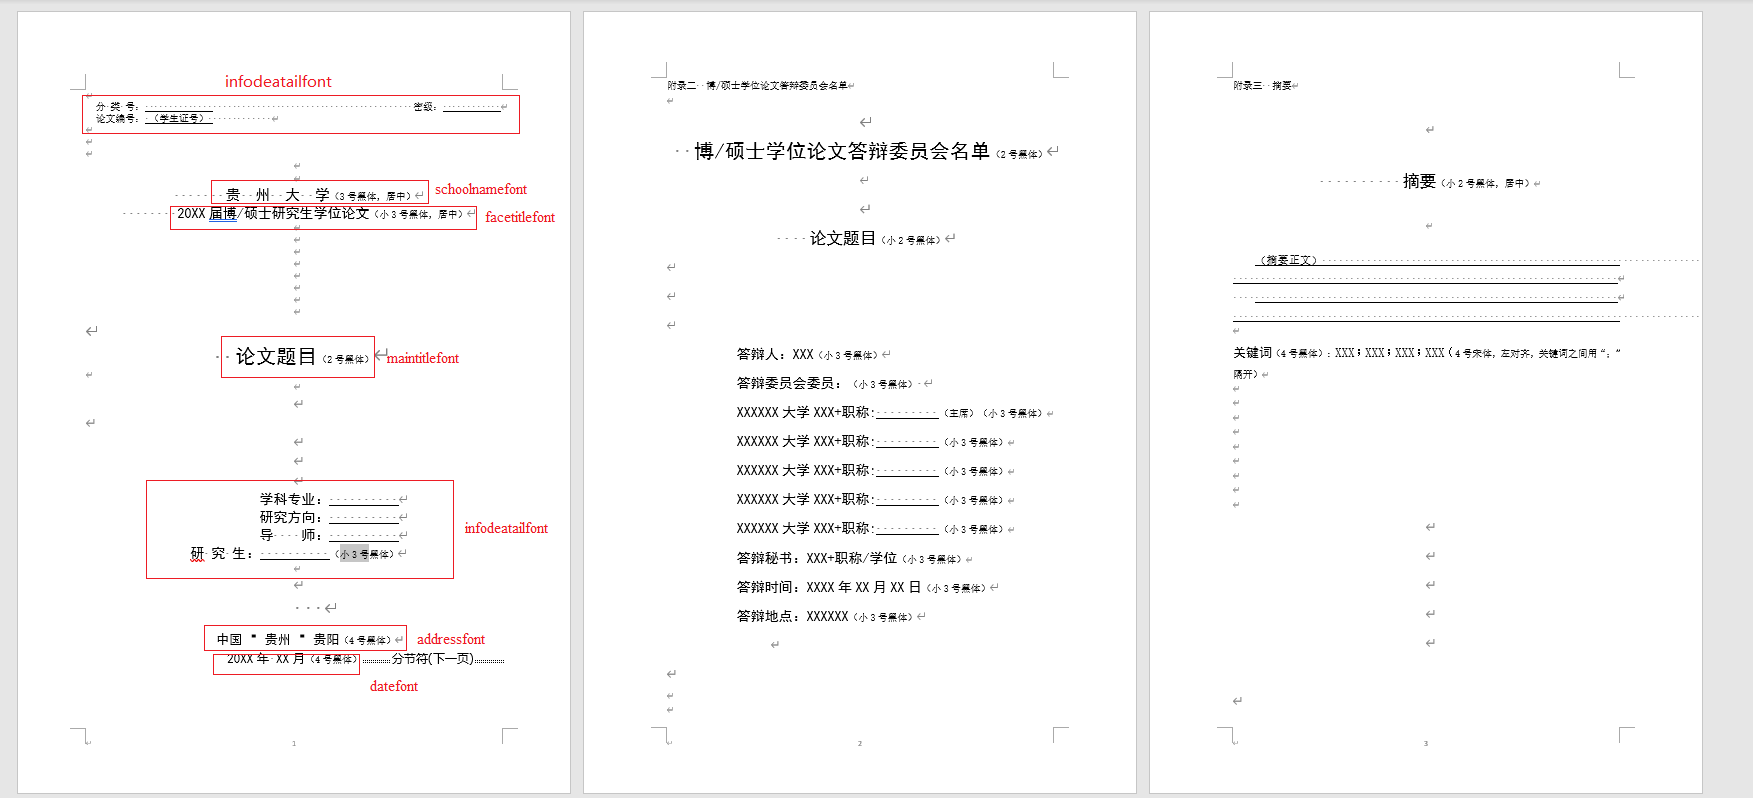 infodeatailfont
分 类 号： 密级：
论文编号：（学生证号）
贵 州 大 学（3 号黑体，居中）
schoolnamefont
20XX 届博/硕士研究生学位论文（小 3 号黑体，居中）
facetitlefont
论文题目（2 号黑体）
maintitlefont
学科专业：
研究方向：
导 师：
研 究 生： （小 3 号黑体）
infodeatailfont
中国 ＂ 贵州 ＂ 贵阳（4 号黑体）
addressfont
20XX 年 XX 月（4 号黑体）
分节符(下一页)
datefont
1
附录二 博/硕士学位论文答辩委员会名单
博/硕士学位论文答辩委员会名单（2 号黑体）
论文题目（小 2 号黑体）
答辩人：XXX（小 3 号黑体）
答辩委员会委员：（小 3 号黑体）
XXXXXX 大学 XXX+职称: （主席）（小 3 号黑体）
XXXXXX 大学 XXX+职称: （小 3 号黑体）
XXXXXX 大学 XXX+职称: （小 3 号黑体）
XXXXXX 大学 XXX+职称: （小 3 号黑体）
XXXXXX 大学 XXX+职称: （小 3 号黑体）
答辩秘书：XXX+职称/学位（小 3 号黑体）
答辩时间：XXXX 年 XX 月 XX 日（小 3 号黑体）
答辩地点：XXXXXX（小 3 号黑体）
2
附录三 摘要
摘要（小 2 号黑体，居中）
（摘要正文）
关键词（4 号黑体）：XXX；XXX；XXX；XXX（4 号宋体，左对齐，关键词之间用“；”
隔开）
3